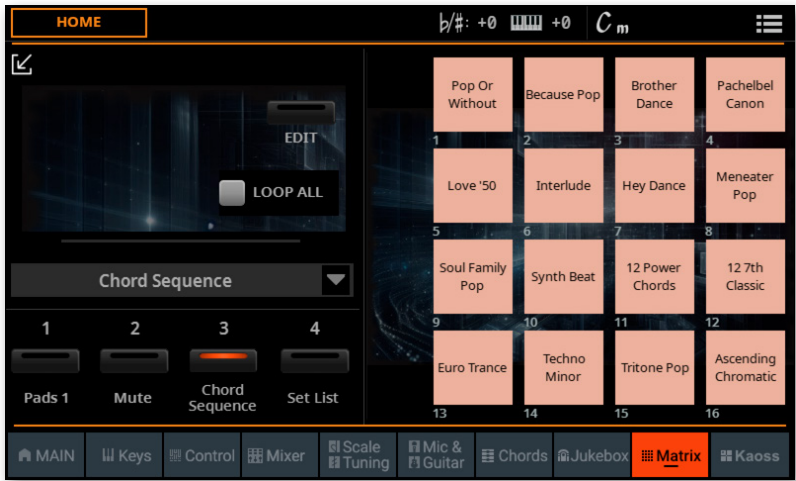 HOME
♭/#: +0
+0
Cm
EDIT
LOOP ALL
Chord Sequence
1
2
3
4
Pads 1
Mute
Chord
Sequence
Set List
Pop Or
Without
Because Pop
Brother
Dance
Pachelbel
Canon
1
2
3
4
Love '50
Interlude
Hey Dance
Meneater
Pop
5
6
7
8
Soul Family
Pop
Synth Beat
12 Power
Chords
12 7th
Classic
9
10
11
12
Euro Trance
Techno
Minor
Tritone Pop
Ascending
Chromatic
13
14
15
16
MAIN
Keys
Control
Mixer
Scale
Tuning
Mic &
Guitar
Chords
Jukebox
Matrix
Kaoss